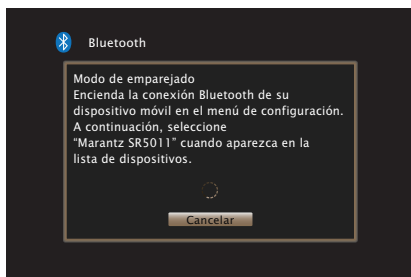 Bluetooth
Modo de emparejado
Encienda la conexión Bluetooth de su
dispositivo móvil en el menú de configuración.
A continuación, seleccione
“Marantz SR5011” cuando aparezca en la
lista de dispositivos.
Cancelar